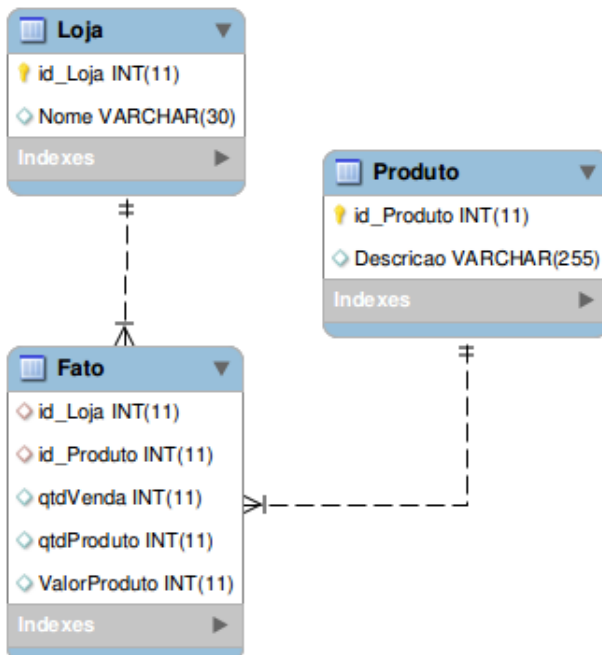 Loja
id_Loja INT(11)
Nome VARCHAR(30)
Indexes
Produto
id_Produto INT(11)
Descricao VARCHAR(255)
Indexes
Fato
id_Loja INT(11)
id_Produto INT(11)
qtdVenda INT(11)
qtdProduto INT(11)
ValorProduto INT(11)
Indexes